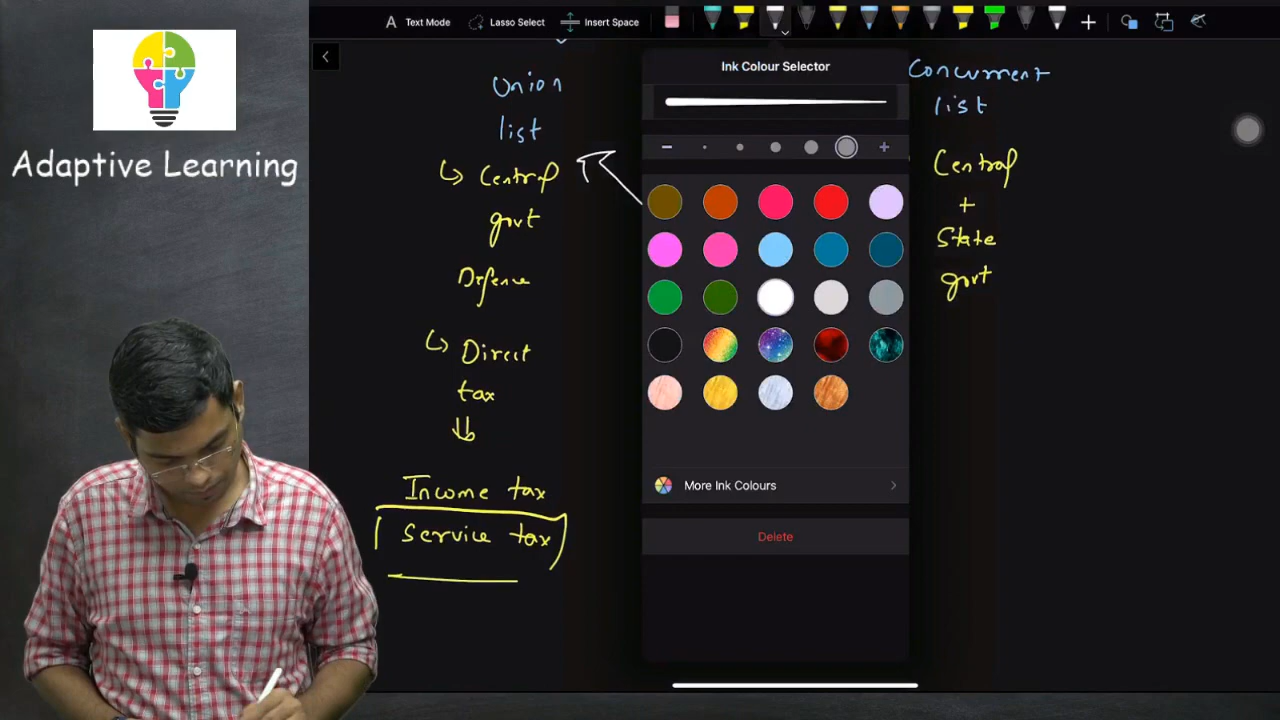 Text Mode
Lasso Select
Insert Space
Adaptive Learning
Union
list
Central
govt
Defence
Direct
tax
Income tax
Service tax
Ink Colour Selector
More Ink Colours
Delete
Concurrent
list
Central
+
State
govt